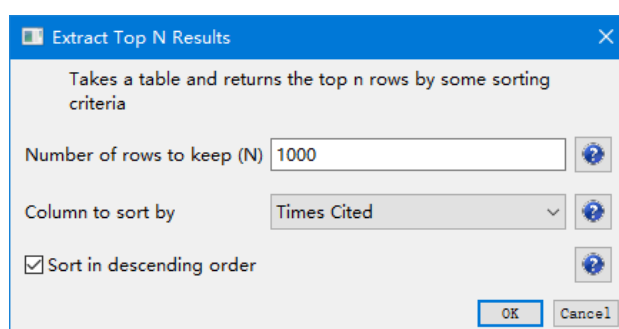 Extract Top N Results
Takes a table and returns the top n rows by some sorting
criteria
Number of rows to keep (N) 1000
Column to sort by Times Cited
Sort in descending order
OK Cancel